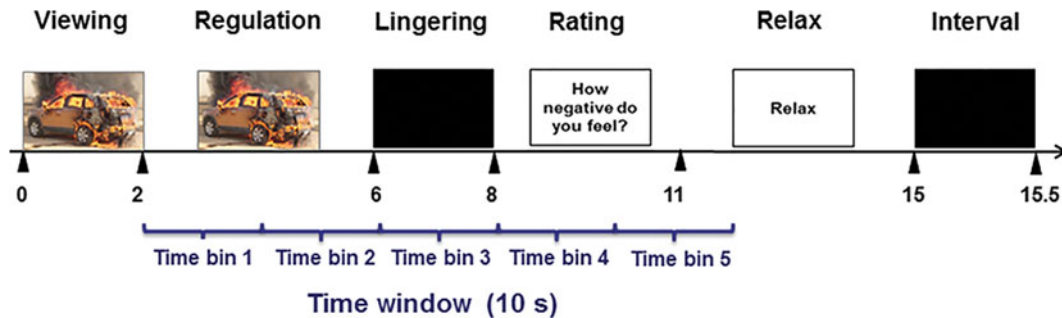 Viewing Regulation Lingering Rating Relax Interval
How
negative do
you feel?
Relax
0 2 6 8 11 15 15.5
Time bin 1 Time bin 2 Time bin 3 Time bin 4 Time bin 5
Time window (10 s)